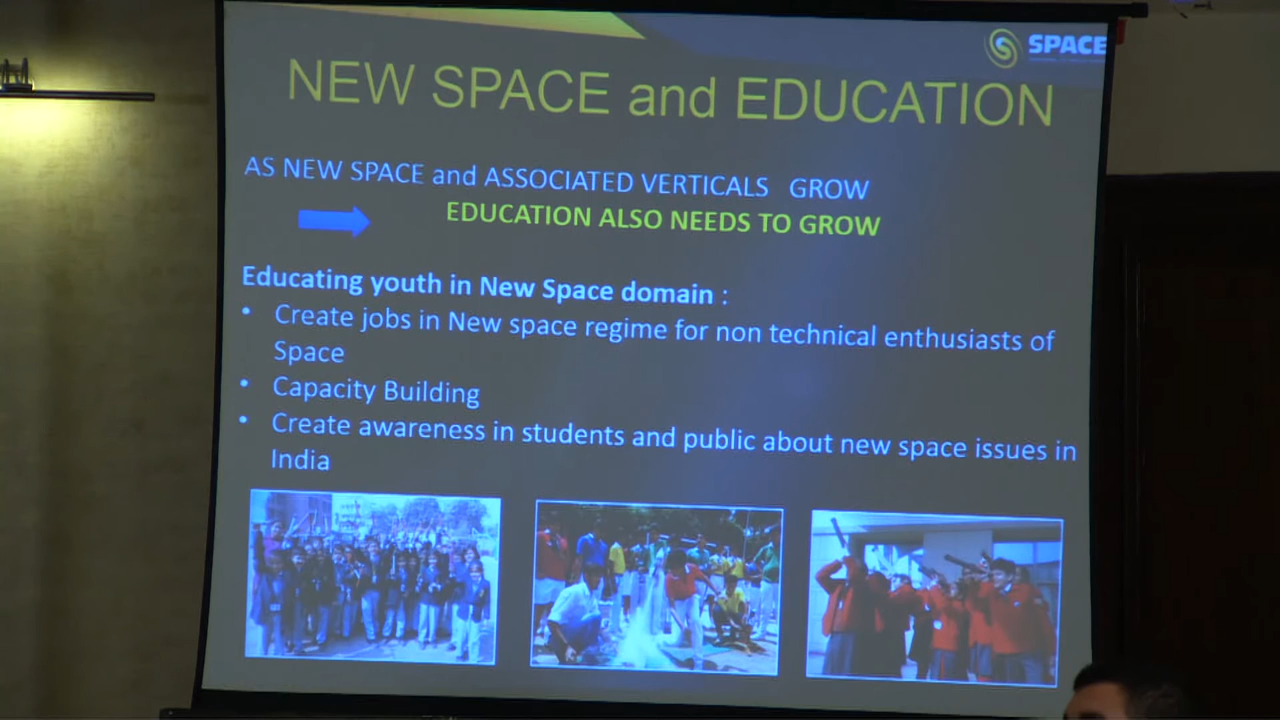 SPACE
NEW SPACE and EDUCATION
AS NEW SPACE and ASSOCIATED VERTICALS GROW
EDUCATION ALSO NEEDS TO GROW
Educating youth in New Space domain :
• Create jobs in New space regime for non technical enthusiasts of
Space
• Capacity Building
• Create awareness in students and public about new space issues in
India